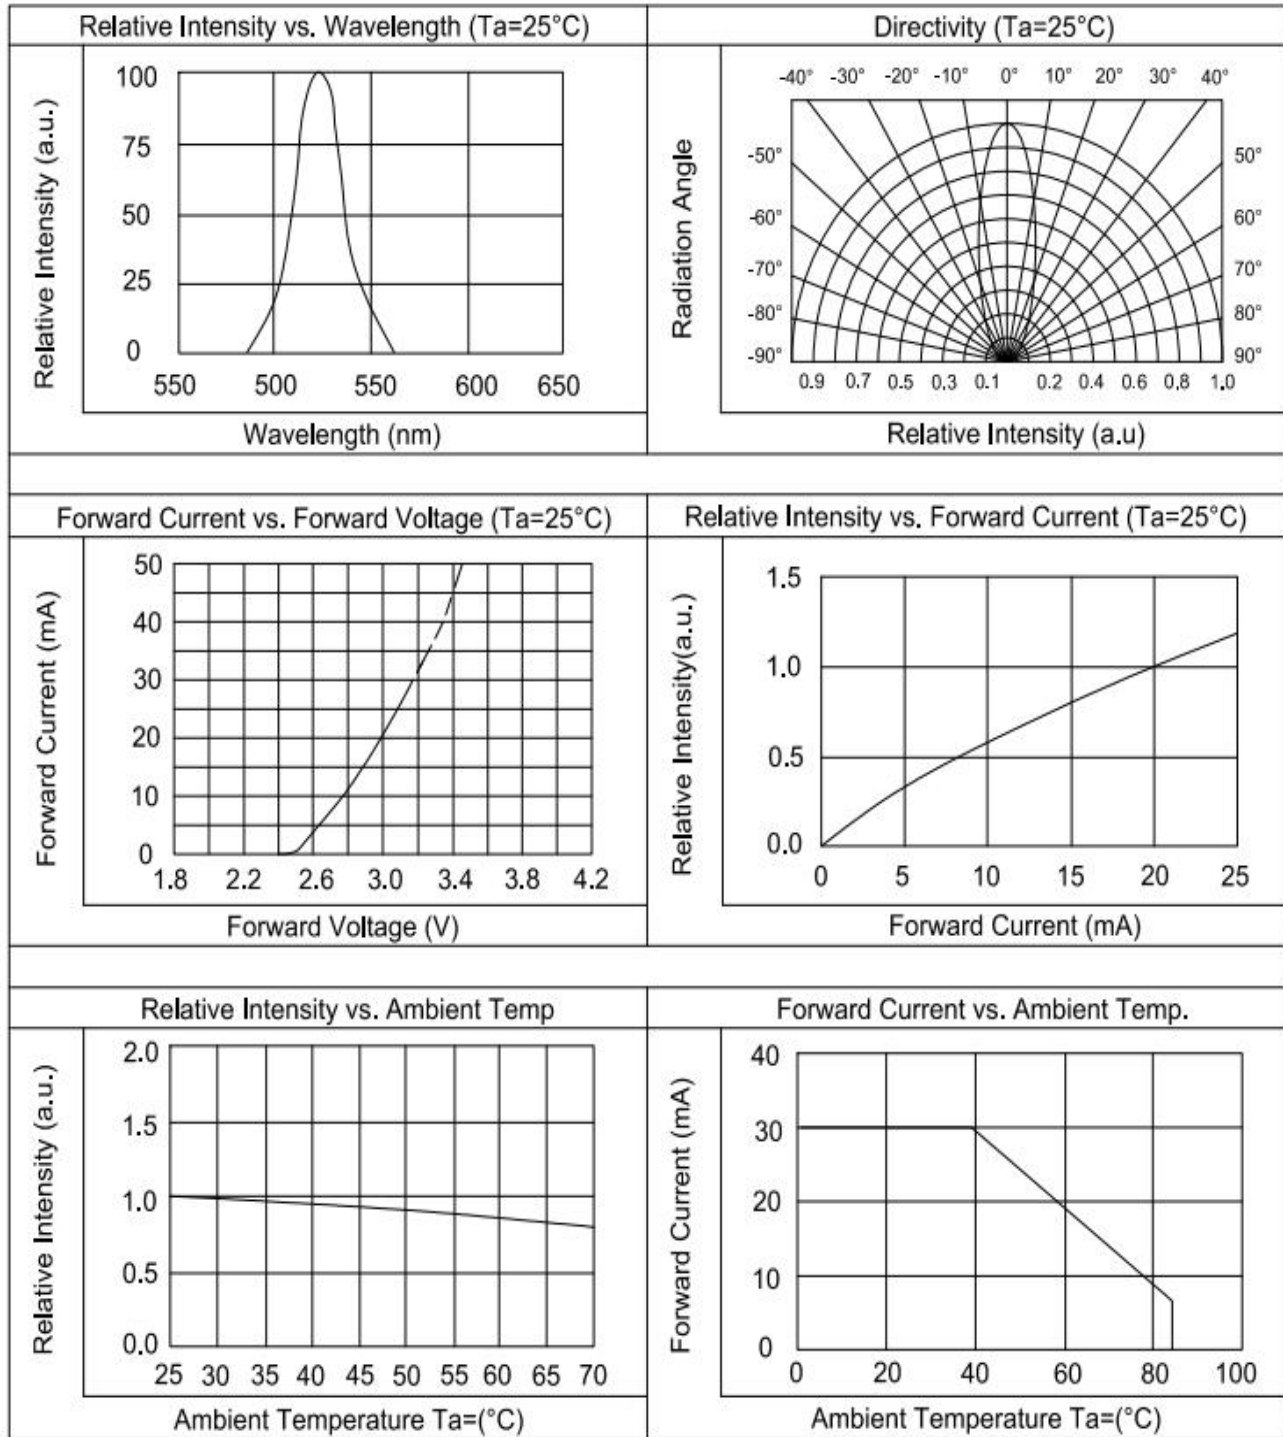 Relative Intensity vs. Wavelength (Ta=25°C)
Relative Intensity (a.u.)
100
75
50
25
0
550 500 550 600 650
Wavelength (nm)
Directivity (Ta=25°C)
Radiation Angle
-40° -30° -20° -10° 0° 10° 20° 30° 40°
-50° 50°
-60° 60°
-70° 70°
-80° 80°
-90° 90°
0.9 0.7 0.5 0.3 0.1 0.2 0.4 0.6 0.8 1.0
Relative Intensity (a.u)
Forward Current vs. Forward Voltage (Ta=25°C)
Forward Current (mA)
50
40
30
20
10
0
1.8 2.2 2.6 3.0 3.4 3.8 4.2
Forward Voltage (V)
Relative Intensity vs. Forward Current (Ta=25°C)
Relative Intensity(a.u.)
1.5
1.0
0.5
0.0
0 5 10 15 20 25
Forward Current (mA)
Relative Intensity vs. Ambient Temp
Relative Intensity (a.u.)
2.0
1.5
1.0
0.5
0.0
25 30 35 40 45 50 55 60 65 70
Ambient Temperature Ta=(°C)
Forward Current vs. Ambient Temp.
Forward Current (mA)
40
30
20
10
0
0 20 40 60 80 100
Ambient Temperature Ta=(°C)